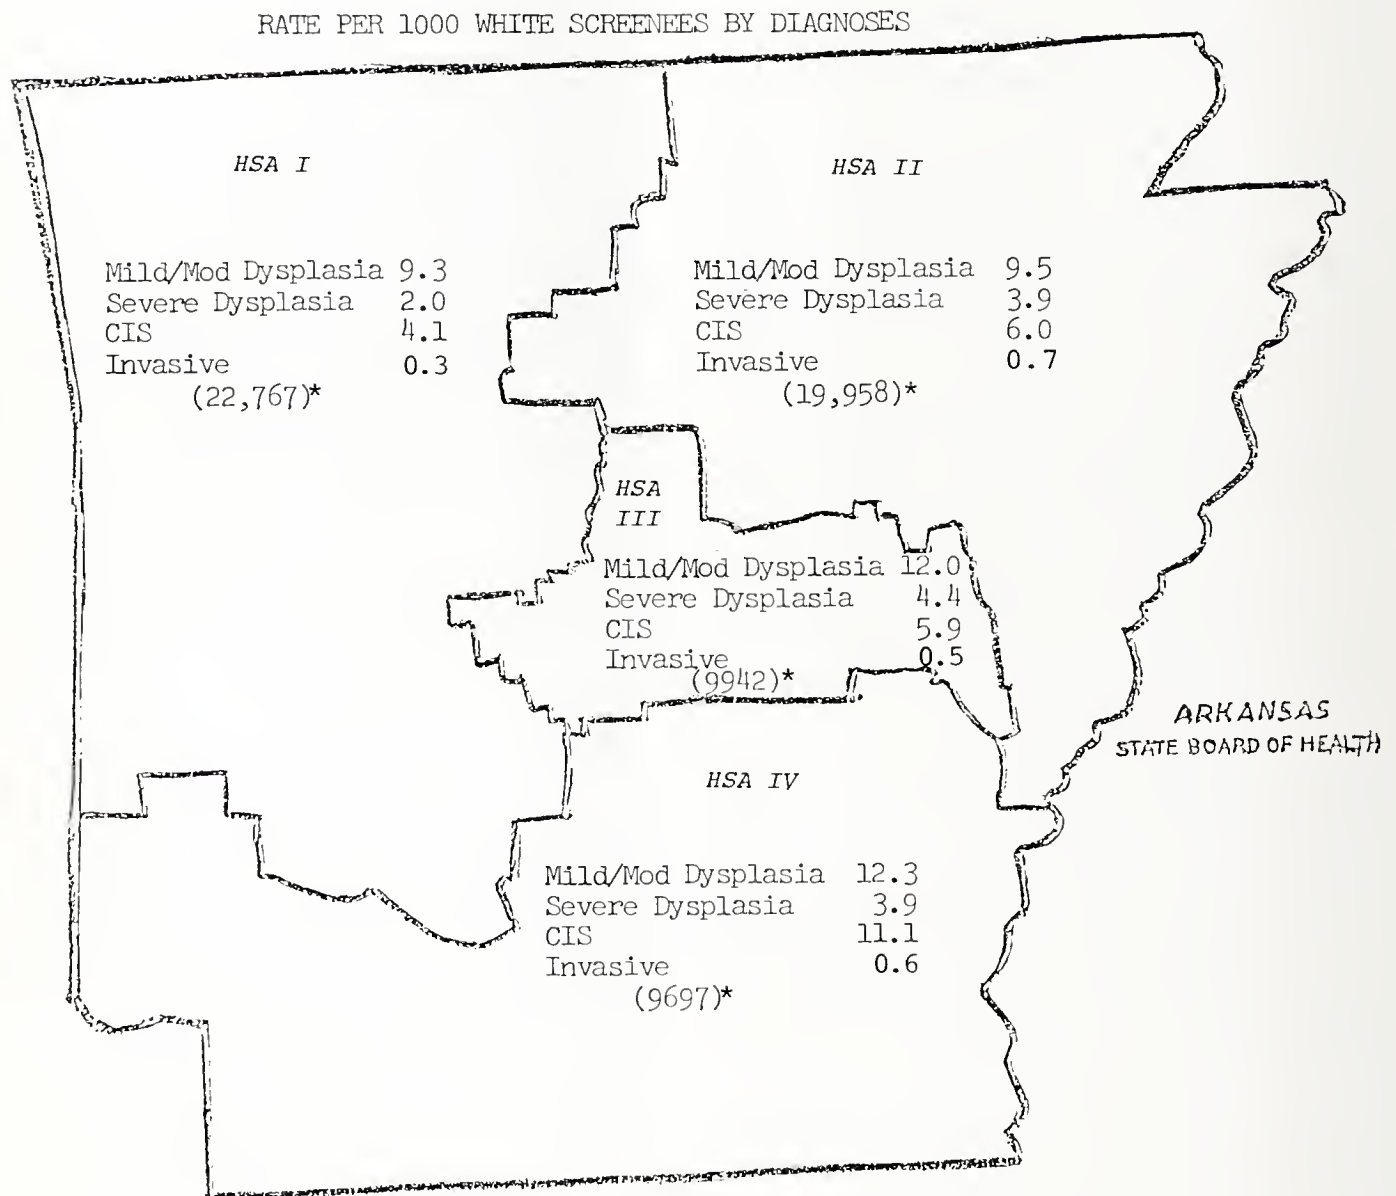 RATE PER 1000 WHITE SCREENEES BY DIAGNOSES
HSA I
Mild/Mod Dysplasia 9.3
Severe Dysplasia 2.0
CIS 4.1
Invasive 0.3
(22,767)*
HSA II
Mild/Mod Dysplasia 9.5
Severe Dysplasia 3.9
CIS 6.0
Invasive 0.7
(19,958)*
HSA
III
Mild/Mod Dysplasia 12.0
Severe Dysplasia 4.4
CIS 5.9
Invasive 0.5
(9942)*
ARKANSAS
STATE BOARD OF HEALTH
HSA IV
Mild/Mod Dysplasia 12.3
Severe Dysplasia 3.9
CIS 11.1
Invasive 0.6
(9697)*